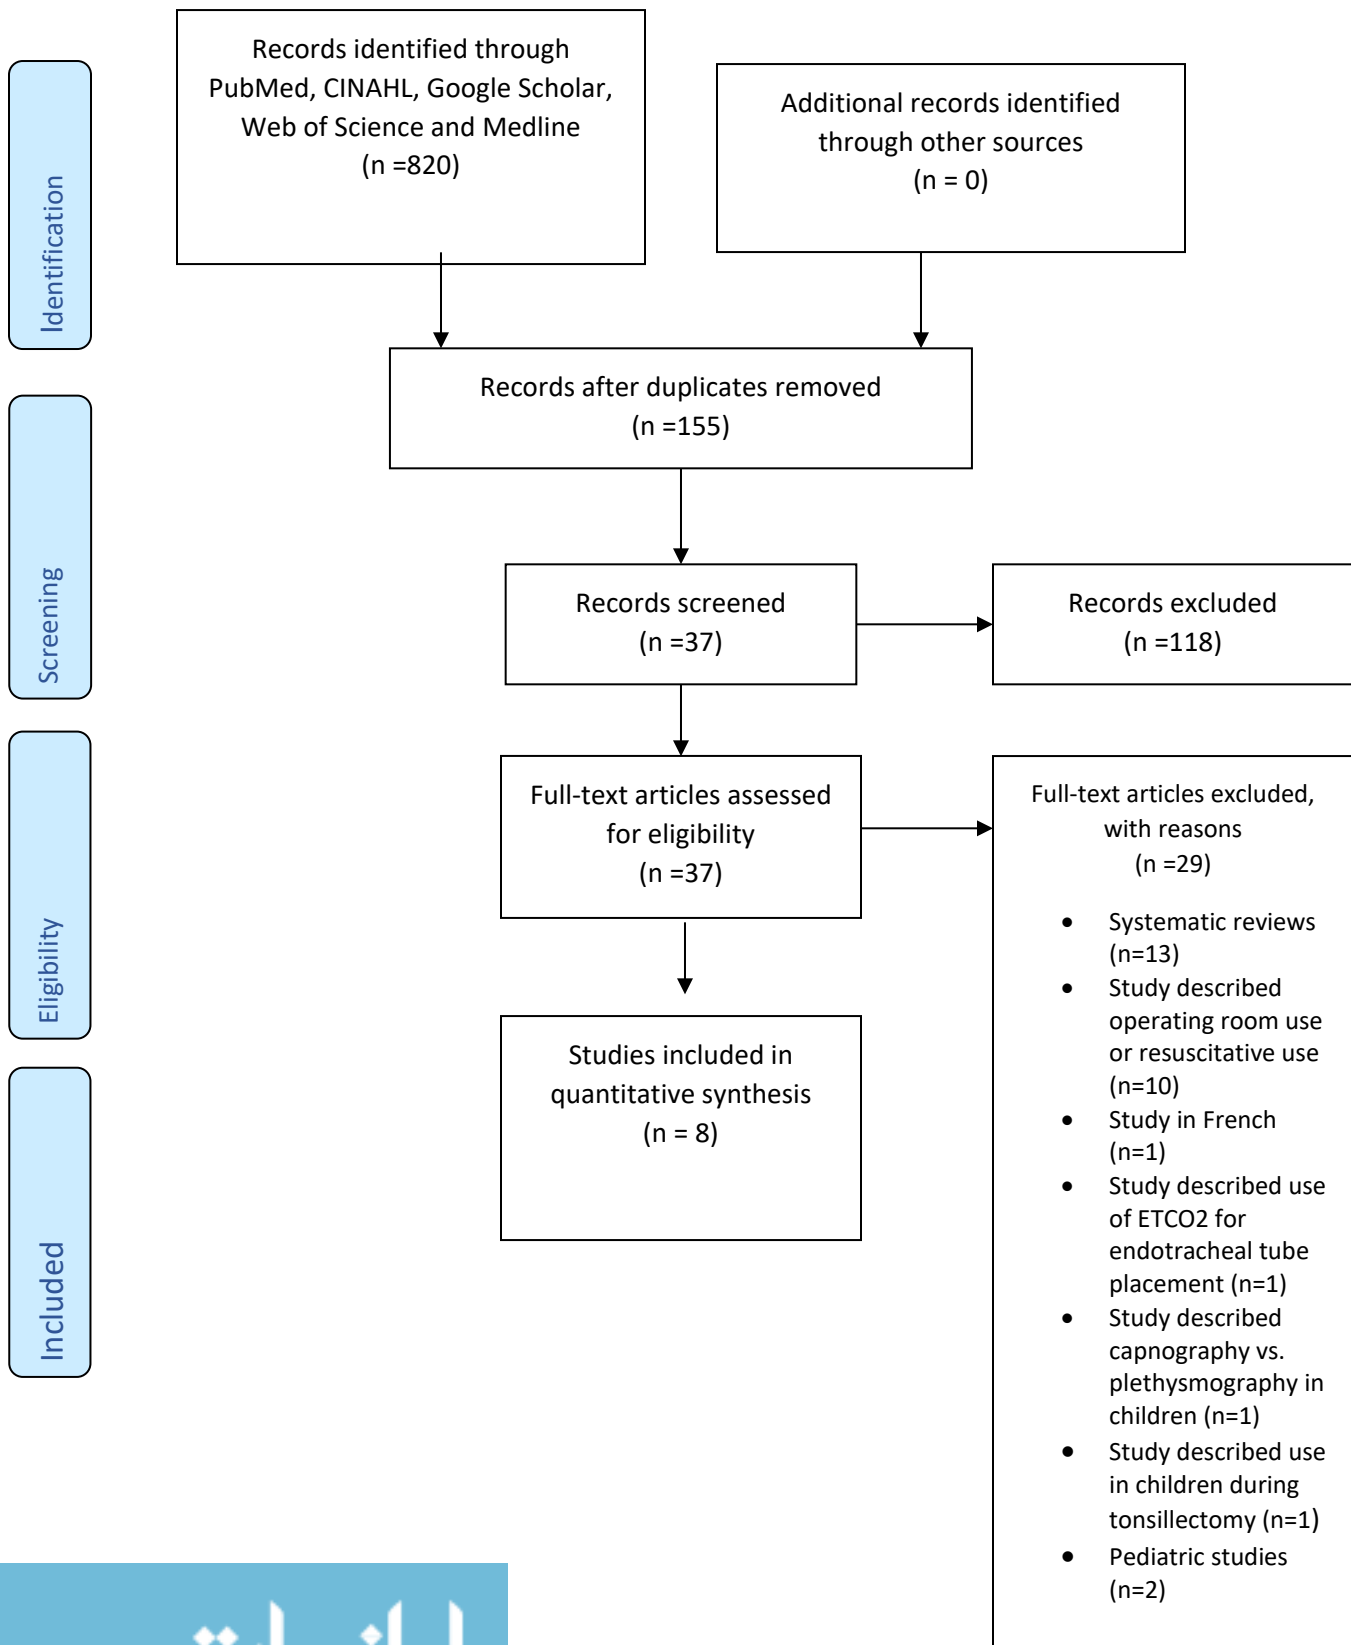 Records identified through
PubMed, CINAHL, Google Scholar,
Web of Science and Medline
(n =820)
Additional records identified
through other sources
(n = 0)
Identification
Records after duplicates removed
(n =155)
Screening
Records screened
(n =37)
Records excluded
(n =118)
Eligibility
Full-text articles assessed
for eligibility
(n =37)
Full-text articles excluded,
with reasons
(n =29)
• Systematic reviews
(n=13)
• Study described
operating room use
or resuscitative use
(n=10)
• Study in French
(n=1)
• Study described use
of ETCO2 for
endotracheal tube
placement (n=1)
• Study described
capnography vs.
plethysmography in
children (n=1)
• Study described use
in children during
tonsillectomy (n=1)
• Pediatric studies
(n=2)
Included
Studies included in
quantitative synthesis
(n = 8)